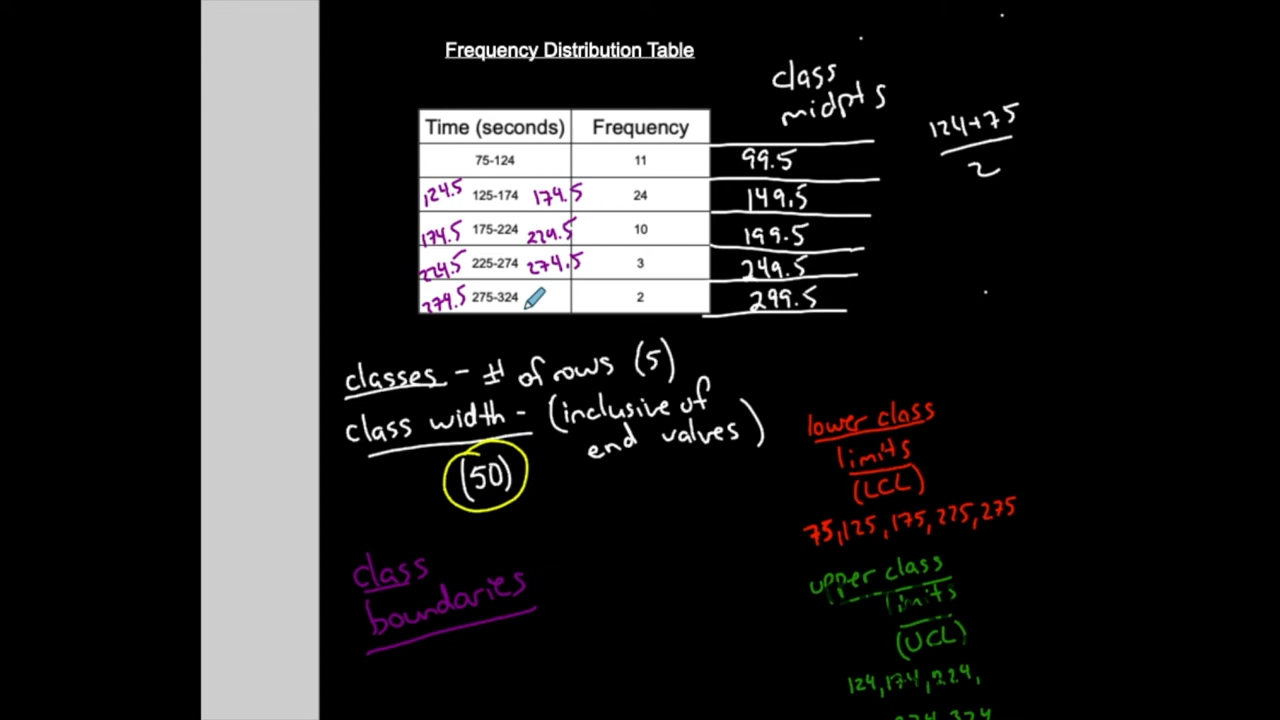 Frequency Distribution Table
class
midpts
124+75
2
Time (seconds) Frequency
75-124 11 99.5
124.5 125-174 174.5 24 149.5
174.5 175-224 224.5 10 199.5
224.5 225-274 274.5 3 249.5
274.5 275-324 2 299.5
classes - # of rows (5)
class width - (inclusive of
end values)
(50)
class
boundaries
lower class
limits
(LCL)
75, 125, 175, 225, 275
upper class
limits
(UCL)
124, 174, 224,
274, 324